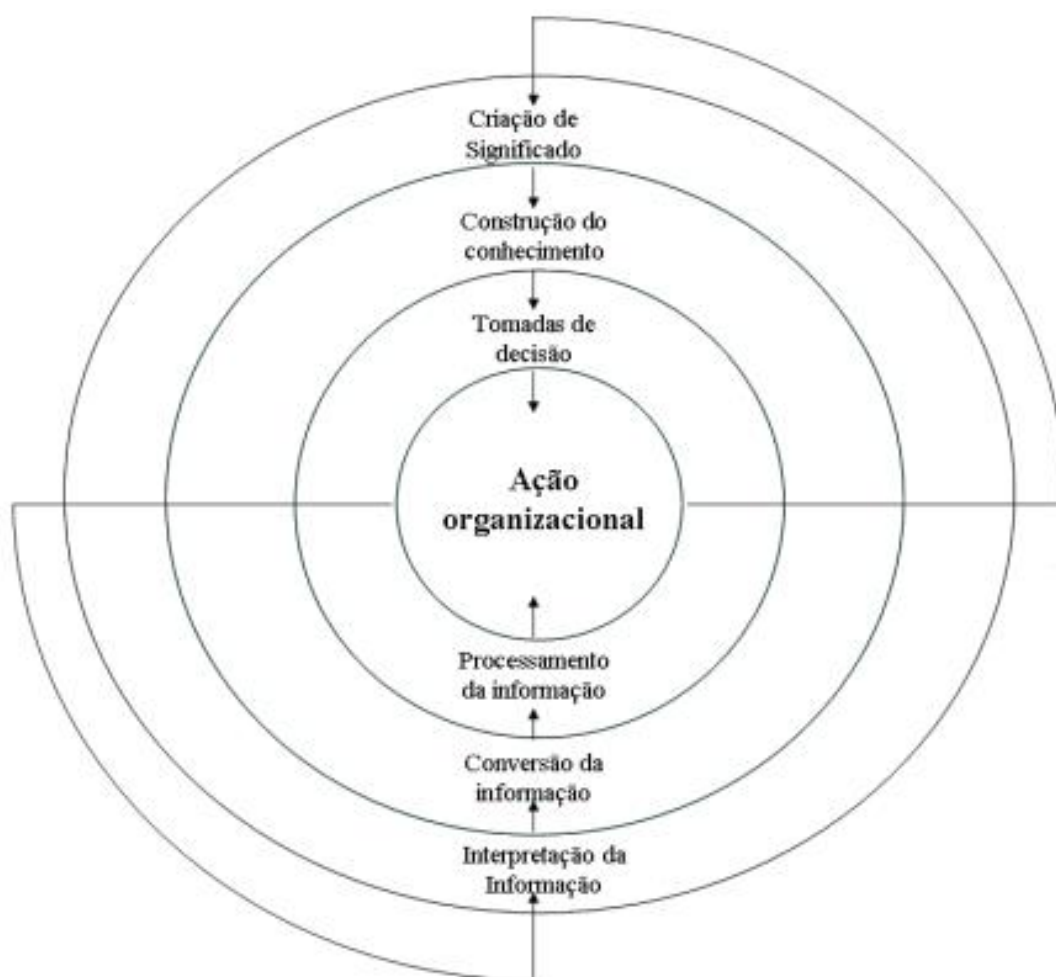 Criação de
Significado
Construção do
conhecimento
Tomadas de
decisão
Ação
organizacional
Processamento
da informação
Conversão da
informação
Interpretação da
Informação